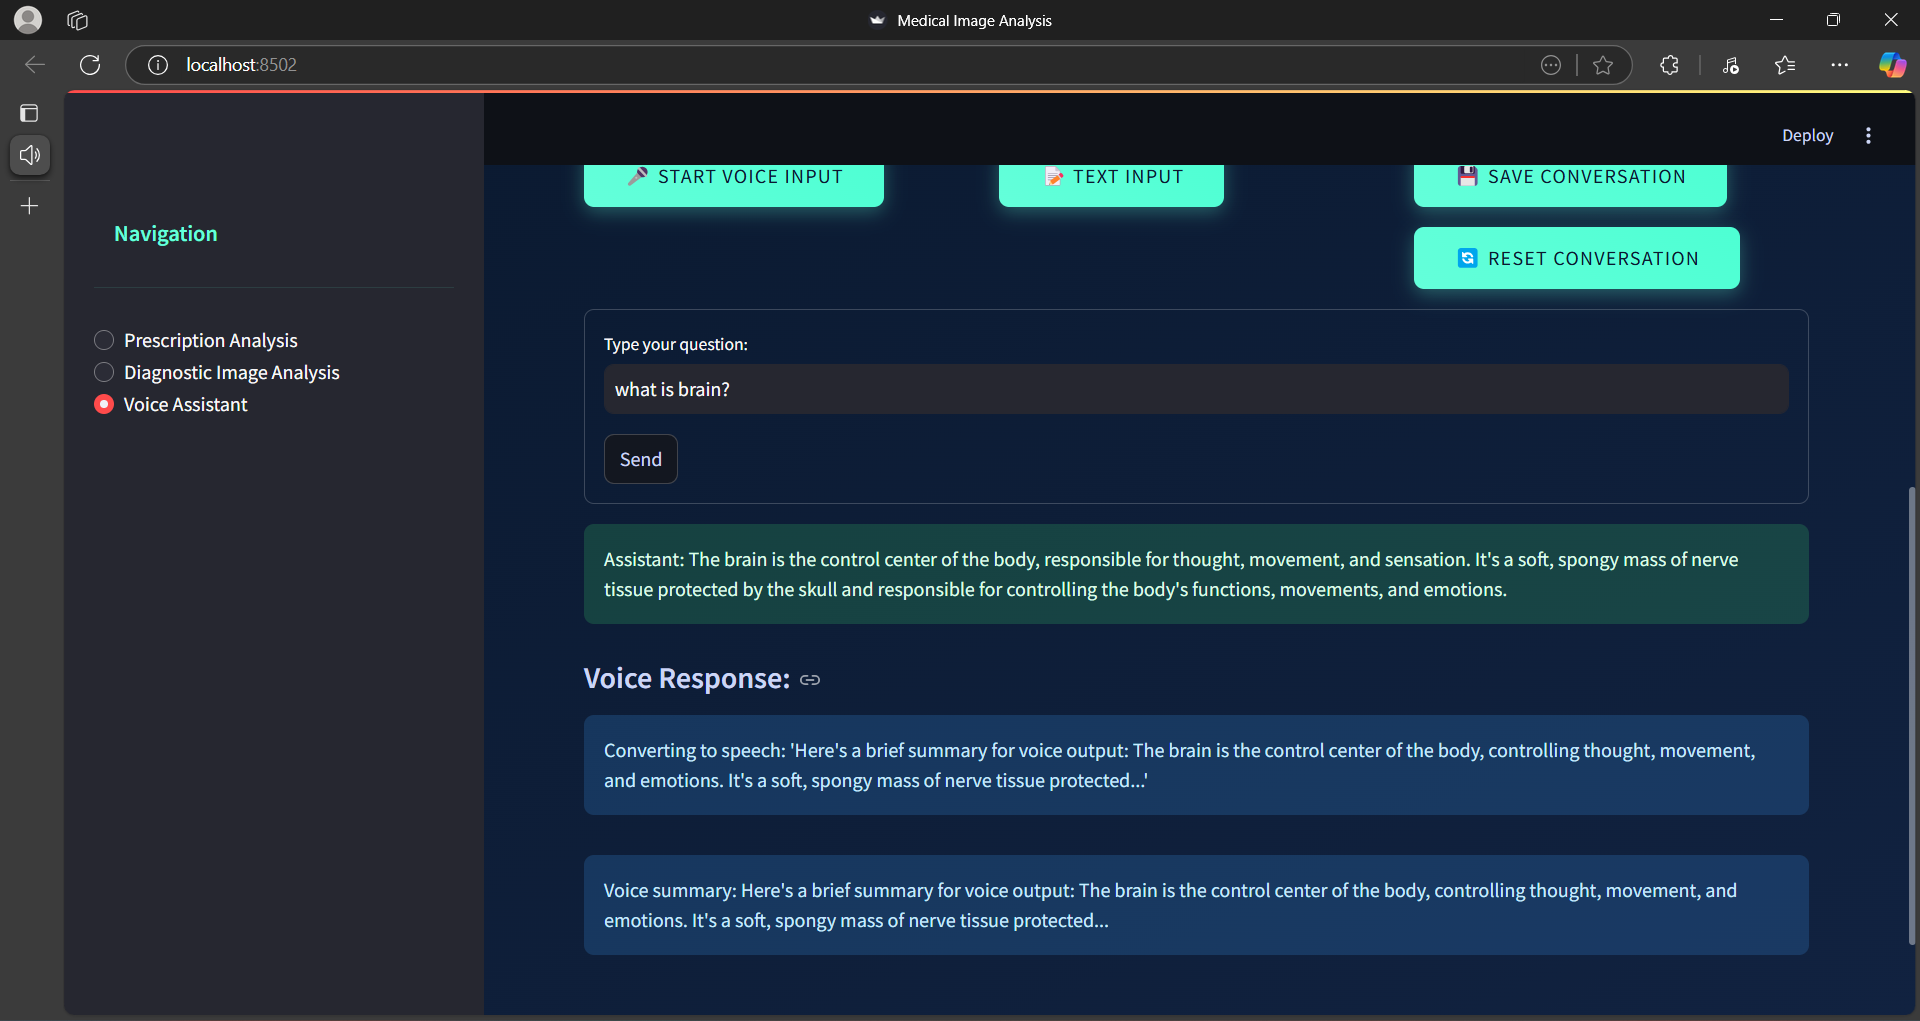 Medical Image Analysis
localhost:8502
Deploy
START VOICE INPUT
TEXT INPUT
SAVE CONVERSATION
RESET CONVERSATION
Navigation
Prescription Analysis
Diagnostic Image Analysis
Voice Assistant
Type your question:
what is brain?
Send
Assistant: The brain is the control center of the body, responsible for thought, movement, and sensation. It's a soft, spongy mass of nerve
tissue protected by the skull and responsible for controlling the body's functions, movements, and emotions.
Voice Response:
Converting to speech: 'Here's a brief summary for voice output: The brain is the control center of the body, controlling thought, movement,
and emotions. It's a soft, spongy mass of nerve tissue protected...'
Voice summary: Here's a brief summary for voice output: The brain is the control center of the body, controlling thought, movement, and
emotions. It's a soft, spongy mass of nerve tissue protected...